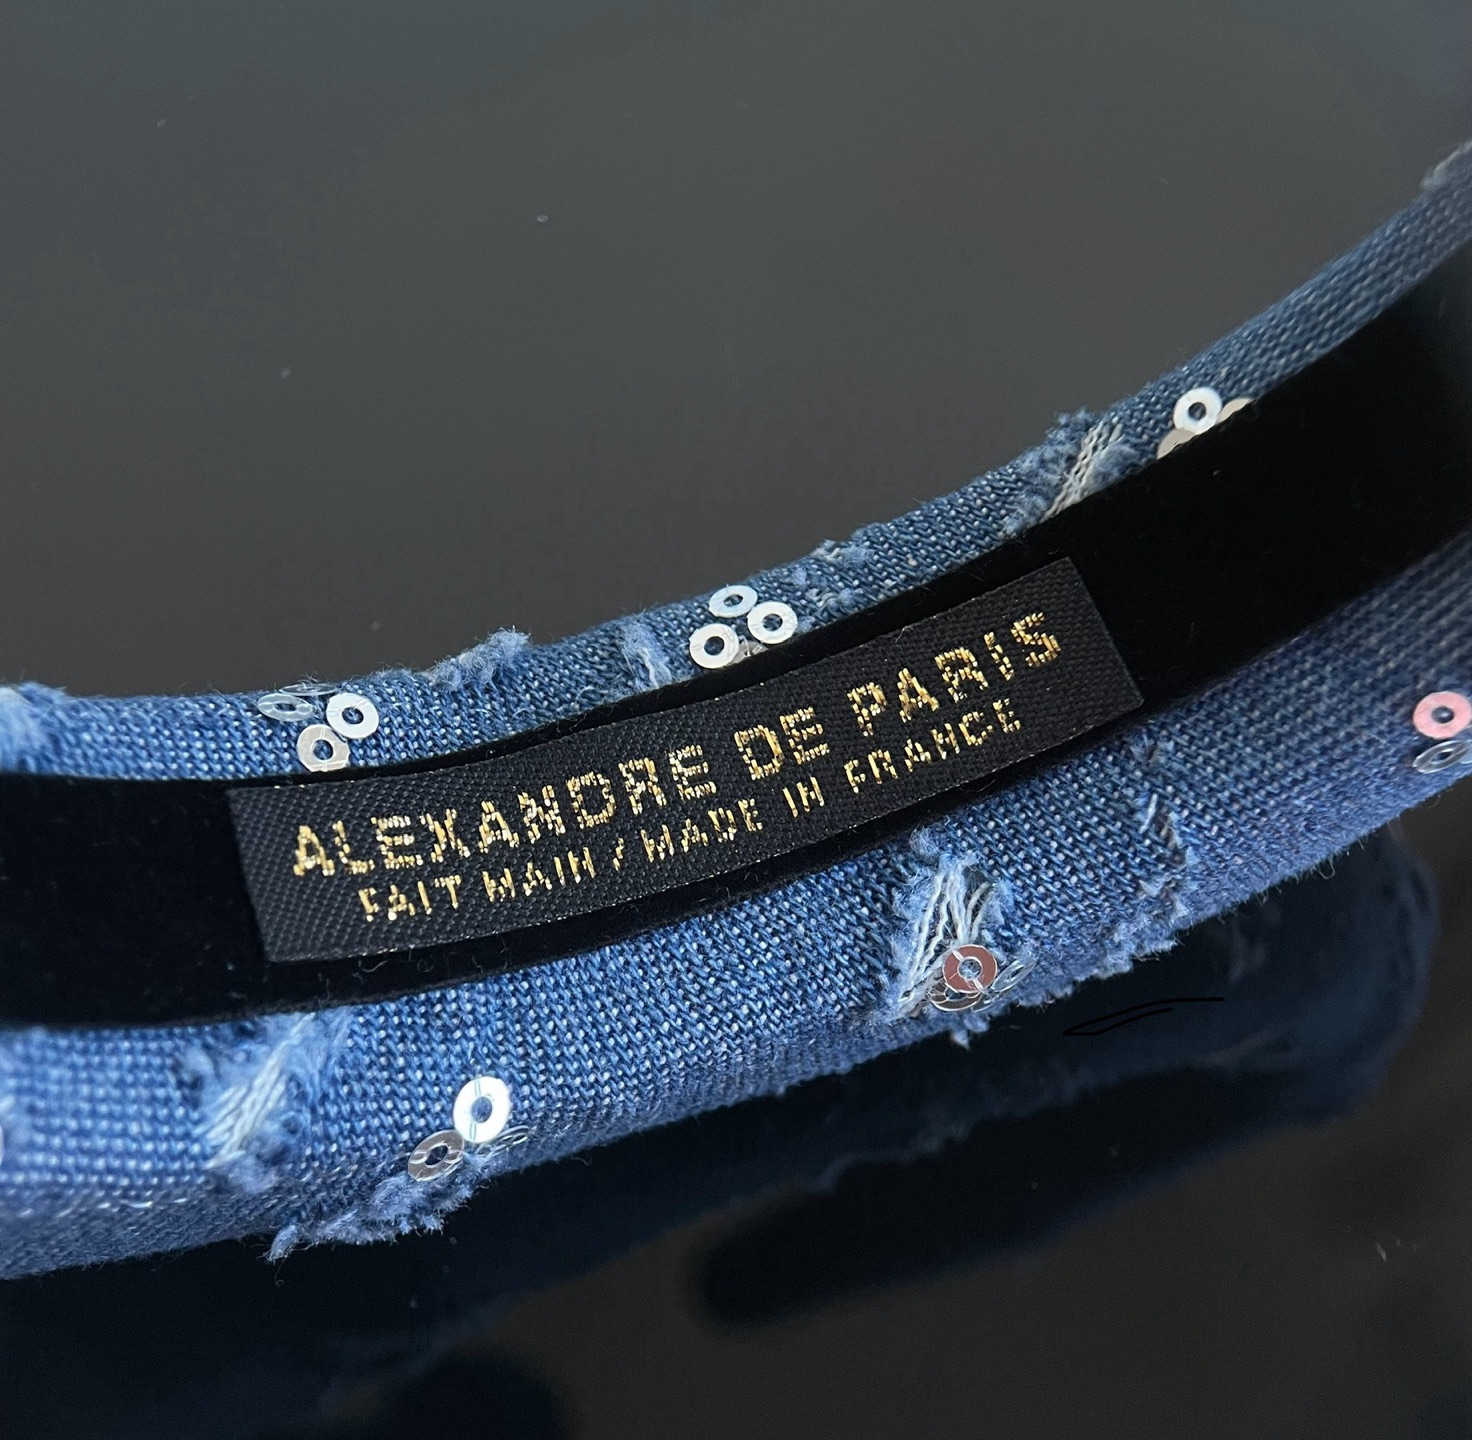 ALEXANDRE DE PARIS
FAIT MAIN / MADE IN FRANCE